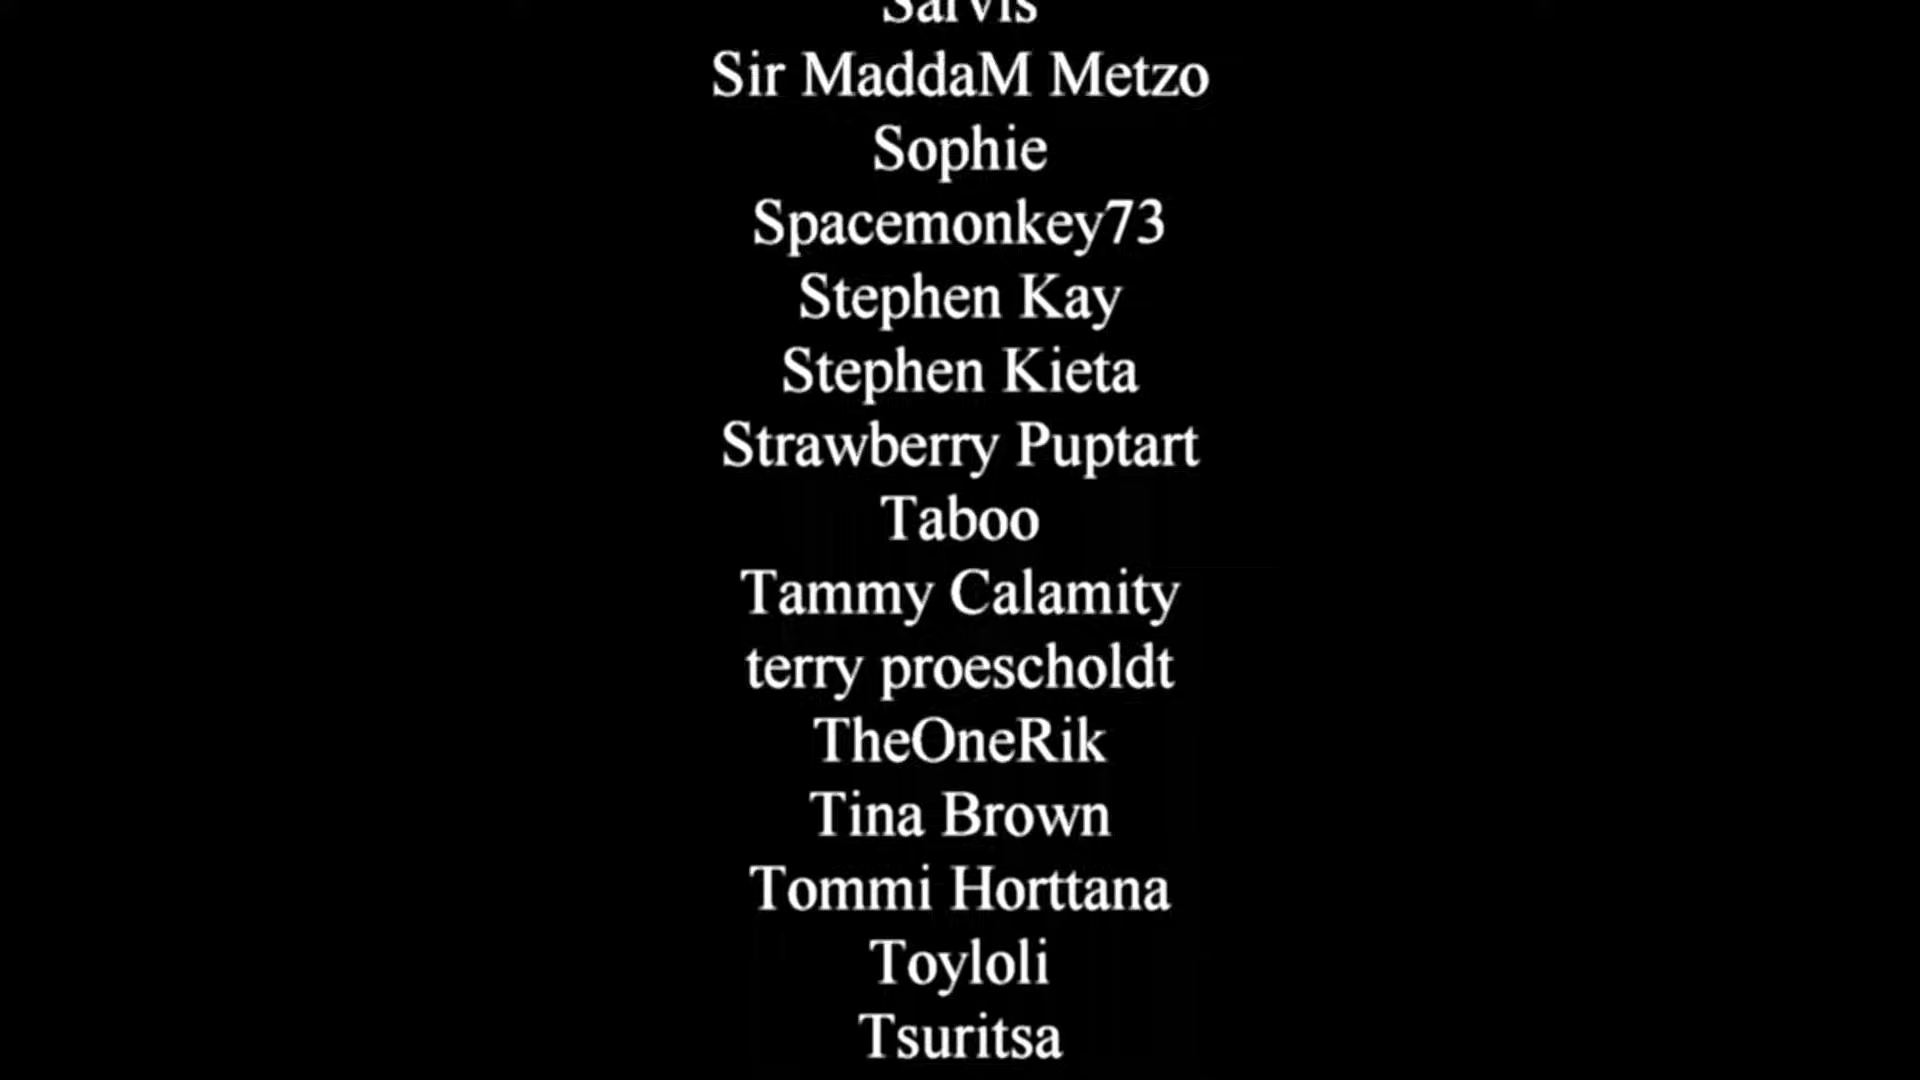 Sarvis
Sir MaddaM Metzo
Sophie
Spacemonkey73
Stephen Kay
Stephen Kieta
Strawberry Puptart
Taboo
Tammy Calamity
terry proescholdt
TheOneRik
Tina Brown
Tommi Horttana
Toyloli
Tsuritsa